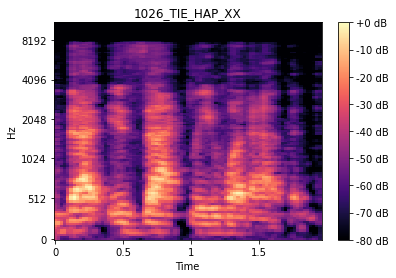 1026_TIE_HAP_XX
+0 dB
8192
-10 dB
4096
-20 dB
-30 dB
2048
Hz
-40 dB
1024
-50 dB
512
-60 dB
-70 dB
0
-80 dB
0
0.5
1
1.5
Time